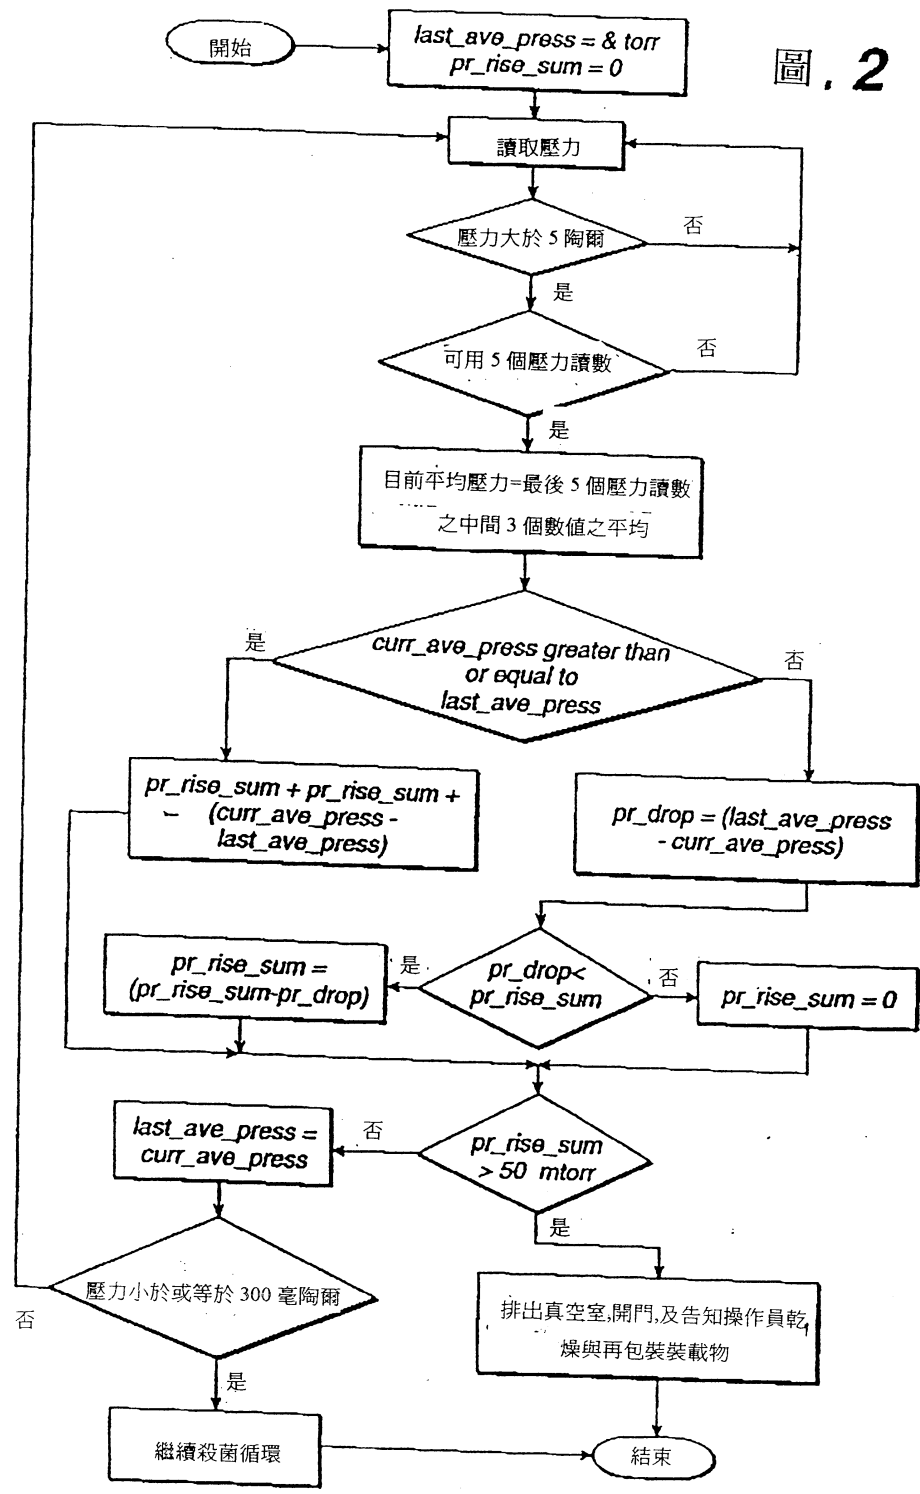 開始
last_ave_press = & torr
pr_rise_sum = 0
圖.2
讀取壓力
壓力大於 5 陶爾
否
是
可用 5 個壓力讀數
否
是
目前平均壓力=最後 5 個壓力讀數
之中間 3 個數值之平均
curr_ave_press greater than
or equal to
last_ave_press
是
否
pr_rise_sum + pr_rise_sum +
(curr_ave_press -
last_ave_press)
pr_drop = (last_ave_press
- curr_ave_press)
pr_rise_sum =
(pr_rise_sum-pr_drop)
是
pr_drop<
pr_rise_sum
否
pr_rise_sum = 0
last_ave_press =
curr_ave_press
否
pr_rise_sum
> 50 mtorr
是
壓力小於或等於 300 毫陶爾
否
是
排出真空室,開門,及告知操作員乾
燥與再包裝裝載物
繼續殺菌循環
結束